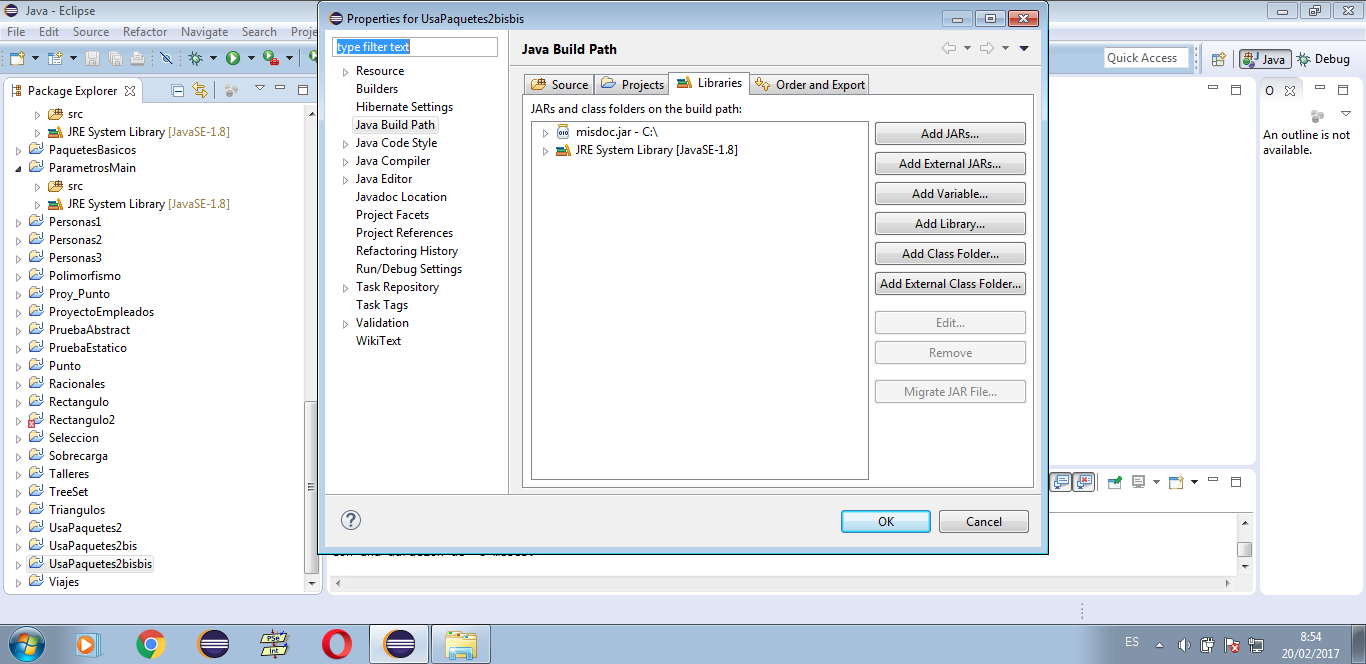 Java - Eclipse
File Edit Source Refactor Navigate Search Proje
Quick Access
Java
Debug
Package Explorer
src
JRE System Library [JavaSE-1.8]
PaquetesBasicos
ParametrosMain
src
JRE System Library [JavaSE-1.8]
Personas1
Personas2
Personas3
Polimorfismo
Proy_Punto
ProyectoEmpleados
PruebaAbstract
PruebaEstatico
Punto
Racionales
Rectangulo
Rectangulo2
Seleccion
Sobrecarga
Talleres
TreeSet
Triangulos
UsaPaquetes2
UsaPaquetes2bis
UsaPaquetes2bisbis
Viajes
Properties for UsaPaquetes2bisbis
type filter text
Resource
Builders
Hibernate Settings
Java Build Path
Java Code Style
Java Compiler
Java Editor
Javadoc Location
Project Facets
Project References
Refactoring History
Run/Debug Settings
Task Repository
Task Tags
Validation
WikiText
Java Build Path
Source
Projects
Libraries
Order and Export
JARs and class folders on the build path:
misdoc.jar - C:\
JRE System Library [JavaSE-1.8]
Add JARs...
Add External JARs...
Add Variable...
Add Library...
Add Class Folder...
Add External Class Folder...
Edit...
Remove
Migrate JAR File...
OK
Cancel
O
An outline is not
available.
PSe
Int
ES
8:54
20/02/2017